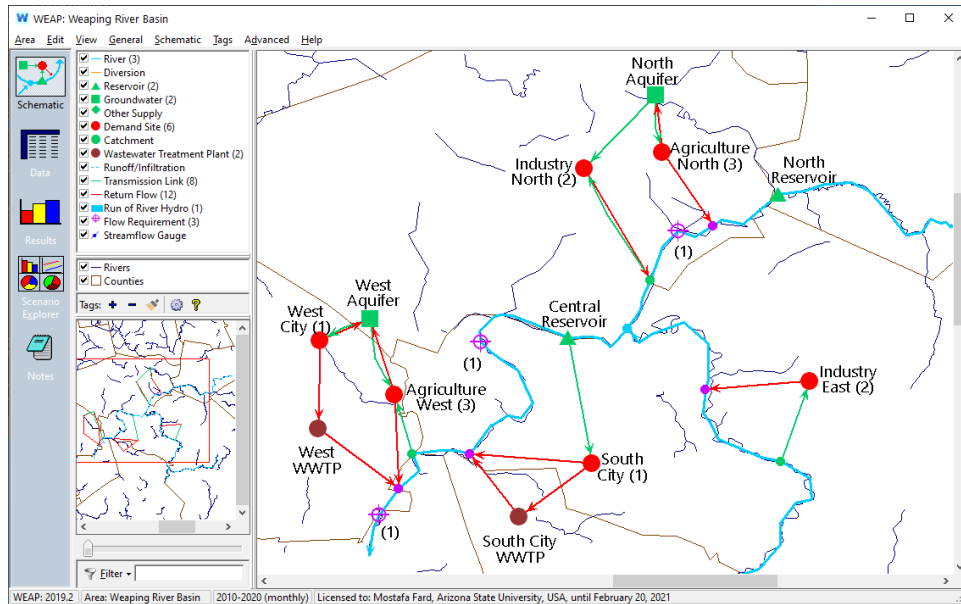 W WEAP: Weaping River Basin
Area Edit View General Schematic Tags Advanced Help
Schematic
Data
Results
Scenario
Explorer
Notes
River (3)
Diversion
Reservoir (2)
Groundwater (2)
Other Supply
Demand Site (6)
Catchment
Wastewater Treatment Plant (2)
Runoff/Infiltration
Transmission Link (8)
Return Flow (12)
Run of River Hydro (1)
Flow Requirement (3)
Streamflow Gauge
Rivers
Counties
Tags:
Filter
North
Aquifer
Industry
North (2)
Agriculture
North (3)
North
Reservoir
(1)
West
Aquifer
West
City (1)
Central
Reservoir
(1)
Agriculture
West (3)
Industry
East (2)
West
WWTP
South
City (1)
South City
WWTP
(1)
WEAP: 2019.2 Area: Weaping River Basin 2010-2020 (monthly) Licensed to: Mostafa Fard, Arizona State University, USA, until February 20, 2021